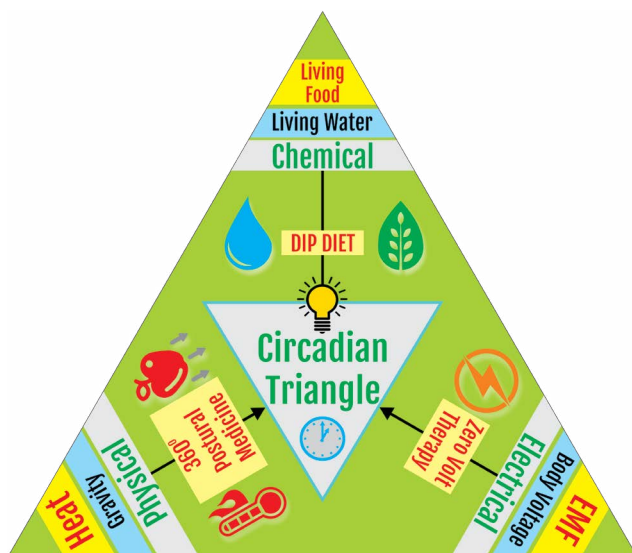 Living
Food
Living Water
Chemical
DIP DIET
Circadian
Triangle
360°
Postural
Medicine
Physical
Gravity
Heat
Zero Volt
Therapy
Electrical
Body Voltage
EMF